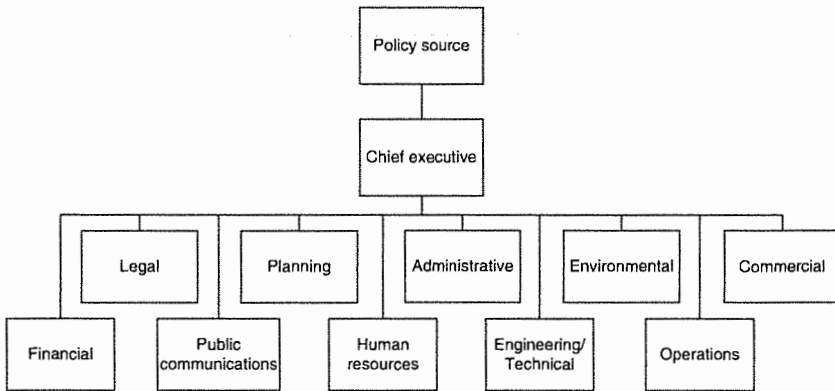 Policy source
Chief executive
Legal
Planning
Administrative
Environmental
Commercial
Financial
Public
communications
Human
resources
Engineering/
Technical
Operations